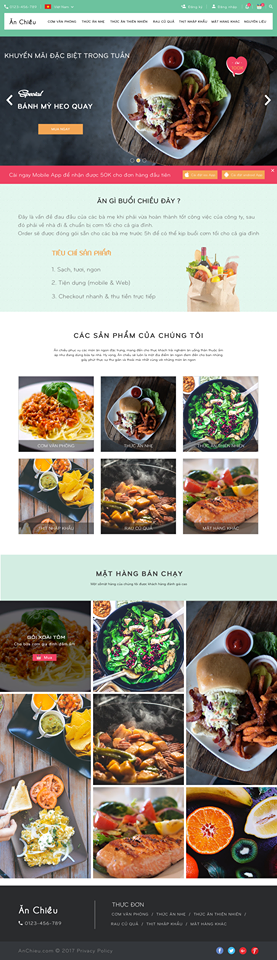 0123-456-789
Việt Nam
Đăng ký
Đăng nhập
Ăn Chiều
CƠM VĂN PHÒNG THỨC ĂN NHẸ THỨC ĂN THIÊN NHIÊN RAU CỦ QUẢ THỊT NHẬP KHẨU MẶT HÀNG KHÁC NGUYÊN LIỆU
KHUYẾN MÃI ĐẶC BIỆT TRONG TUẦN
Special
BÁNH MỲ HEO QUAY
Cài ngay Mobile App để nhận được 50K cho đơn hàng đầu tiên
ĂN GÌ BUỔI CHIỀU ĐÂY ?
Đây là vấn đề đau đầu của các bà mẹ khi phải vừa hoàn thành tốt công việc của công ty, sau
đó phải về nhà đi & chuẩn bị cơm tối cho cả gia đình.
Order sẽ được đóng gói sẵn cho các bà mẹ trước 5h để có thể kịp buổi cơm tối cho cả gia đình
TIÊU CHÍ SẢN PHẨM
1. Sạch, tươi, ngon
2. Tiện dụng (mobile & Web)
3. Checkout nhanh & thu tiền trực tiếp
CÁC SẢN PHẨM CỦA CHÚNG TÔI
CƠM VĂN PHÒNG
THỨC ĂN NHẸ
THỨC ĂN THIÊN NHIÊN
THỊT NHẬP KHẨU
RAU CỦ QUẢ
MẶT HÀNG KHÁC
MẶT HÀNG BÁN CHẠY
GỎI XOÀI TÔM
Mua
Ăn Chiều
0123-456-789
THỰC ĐƠN
CƠM VĂN PHÒNG / THỨC ĂN NHẸ / THỨC ĂN THIÊN NHIÊN /
RAU CỦ QUẢ / THỊT NHẬP KHẨU / MẶT HÀNG KHÁC
AnChieu.com © 2017 Privacy Policy